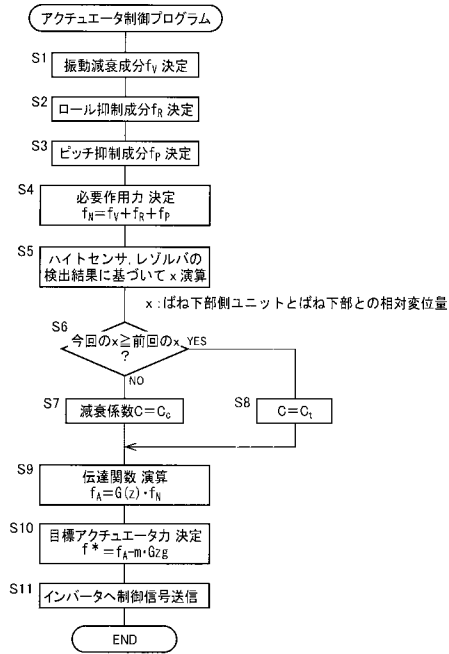 アクチュエータ制御プログラム
S1
振動減衰成分fV 決定
S2
ロール抑制成分fR 決定
S3
ピッチ抑制成分fP 決定
S4
必要作用力 決定
fN=fV+fR+fP
S5
ハイトセンサ,レゾルバの
検出結果に基づいて x 演算
x:ばね下部側ユニットとばね下部との相対変位量
S6
今回のx≧前回のx
?
YES
NO
S7
減衰係数C=Cc
S8
C=Ct
S9
伝達関数 演算
fA=G(z)・fN
S10
目標アクチュエータ力 決定
f*=fA-m・Gzg
S11
インバータへ制御信号送信
END